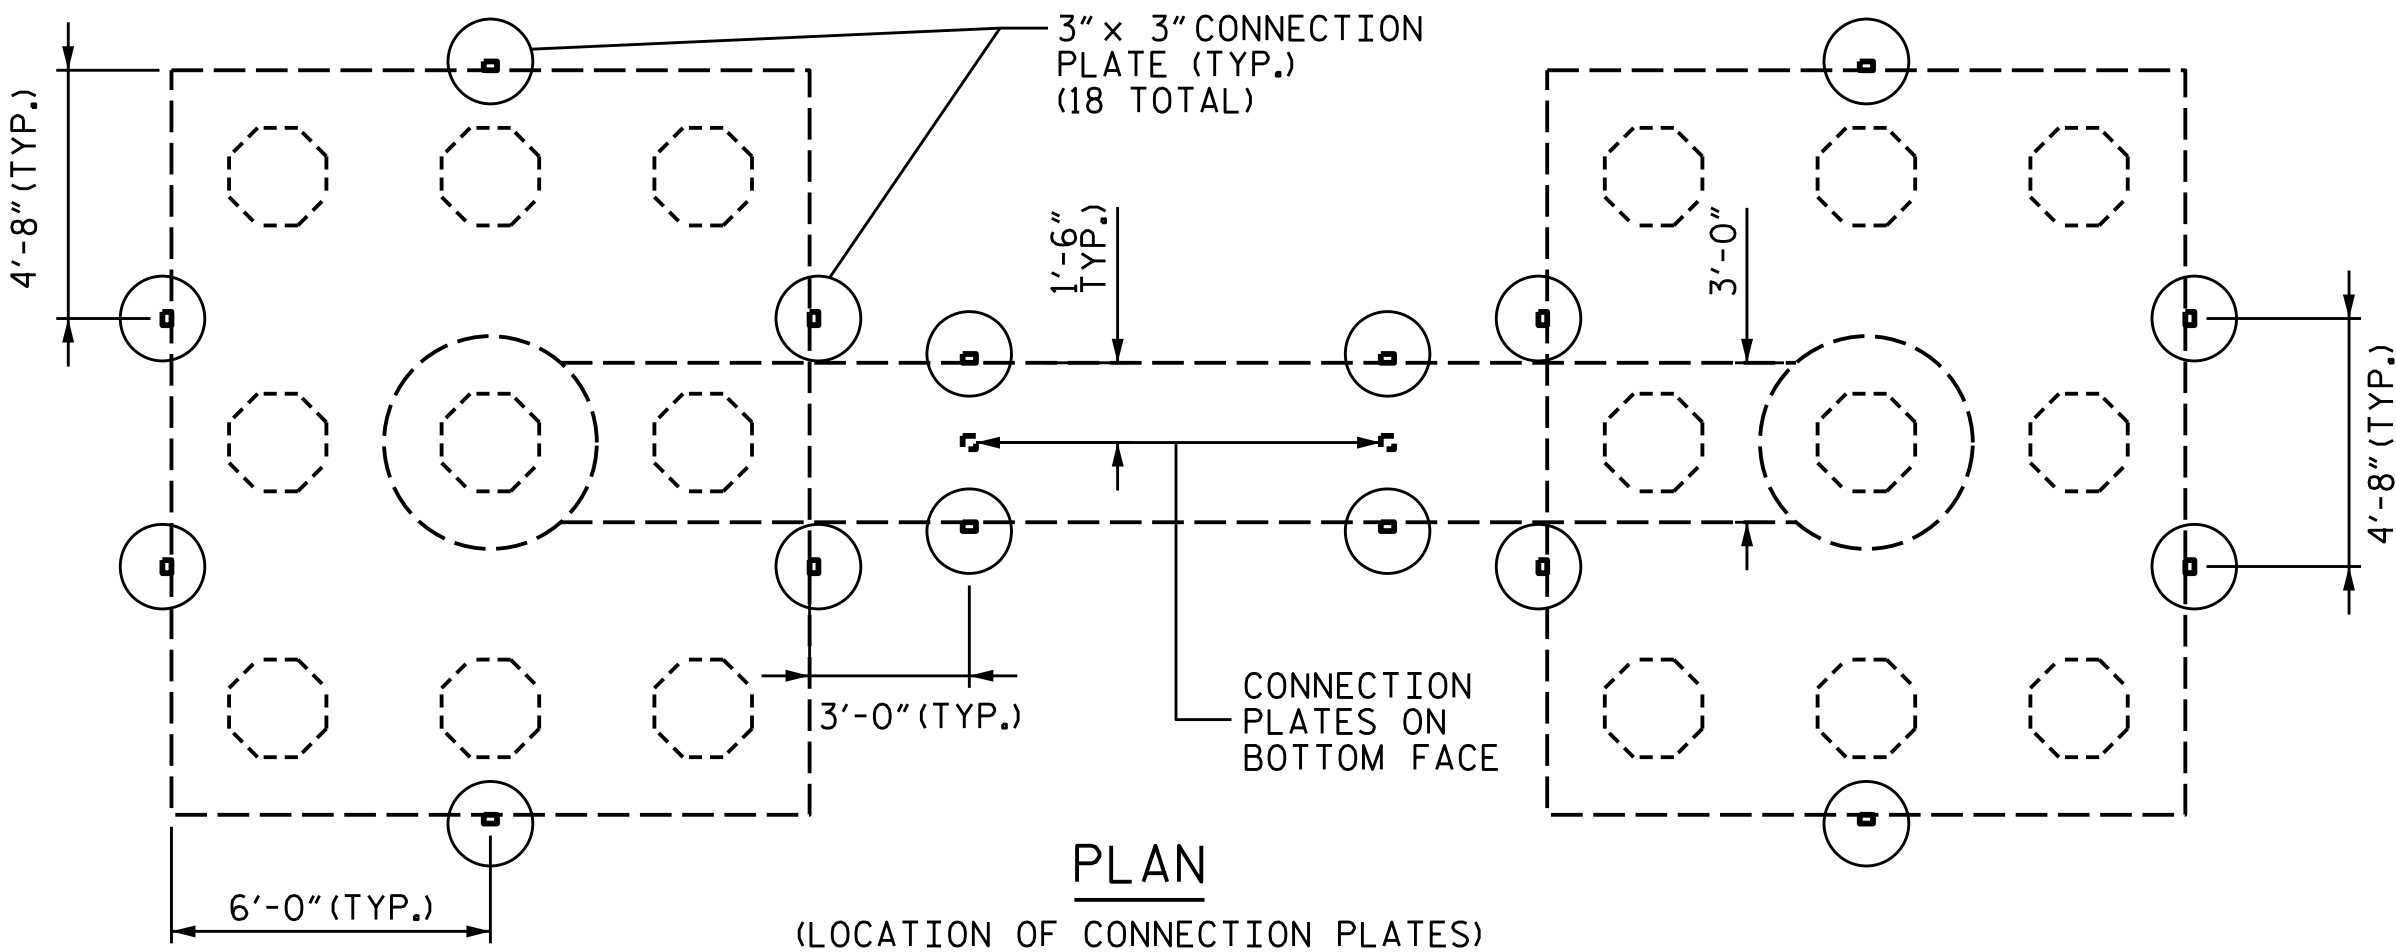 3" x 3" CONNECTION
PLATE (TYP.)
(18 TOTAL)
4'-8" (TYP.)
1'-6"
TYP.)
3'-0"
4'-8" (TYP.)
3'-0" (TYP.)
CONNECTION
PLATES ON
BOTTOM FACE
6'-0" (TYP.)
PLAN
(LOCATION OF CONNECTION PLATES)